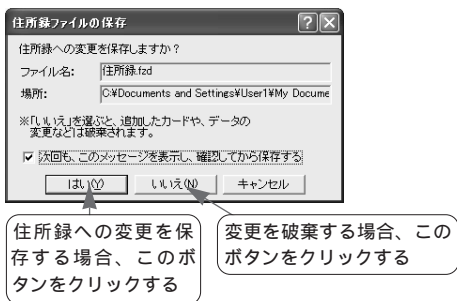 住所録ファイルの保存
住所録への変更を保存しますか?
ファイル名: 住所録.fzd
場所: C:¥Documents and Settings¥User1¥My Docume
※「いいえ」を選ぶと、追加したカードや、データの
変更などは破棄されます。
次回も、このメッセージを表示し、確認してから保存する
はい(Y) いいえ(N) キャンセル
住所録への変更を保
存する場合、このボ
タンをクリックする
変更を破棄する場合、この
ボタンをクリックする